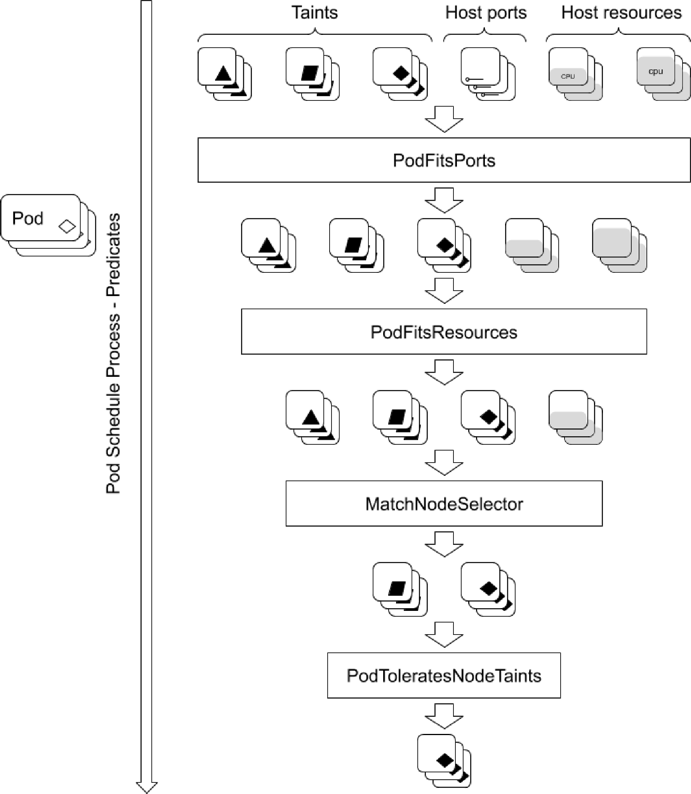 Taints
Host ports
Host resources
CPU
cpu
PodFitsPorts
Pod
Pod Schedule Process - Predicates
PodFitsResources
MatchNodeSelector
PodToleratesNodeTaints